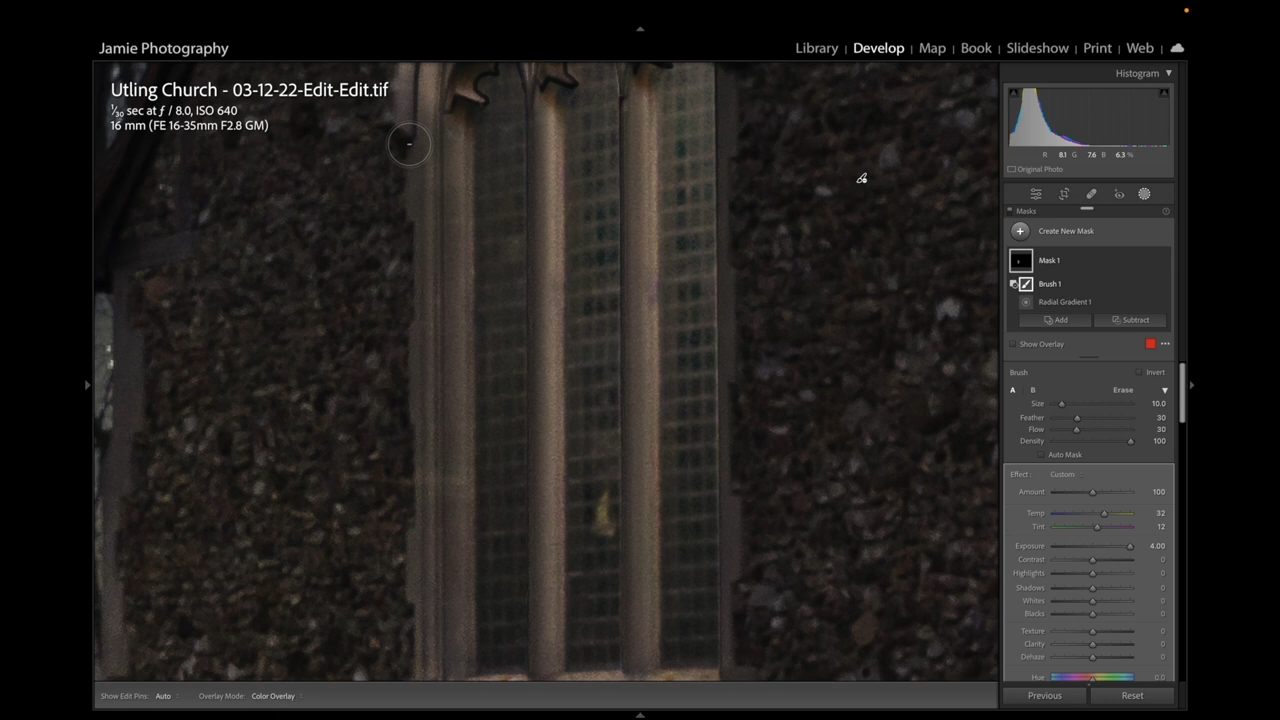 Jamie Photography
Library | Develop | Map | Book | Slideshow | Print | Web
Utling Church - 03-12-22-Edit-Edit.tif
1/30 sec at ƒ / 8.0, ISO 640
16 mm (FE 16-35mm F2.8 GM)
Histogram
R 8.1 G 7.6 B 6.3 %
Original Photo
Masks
Create New Mask
Mask 1
Brush 1
Radial Gradient 1
Add Subtract
Show Overlay
Brush Invert
A B Erase
Size 10.0
Feather 30
Flow 30
Density 100
Auto Mask
Effect : Custom
Amount 100
Temp 32
Tint 12
Exposure 4.00
Contrast 0
Highlights 0
Shadows 0
Whites 0
Blacks 0
Texture 0
Clarity 0
Dehaze 0
Hue 0.0
Show Edit Pins: Auto Overlay Mode: Color Overlay
Previous Reset